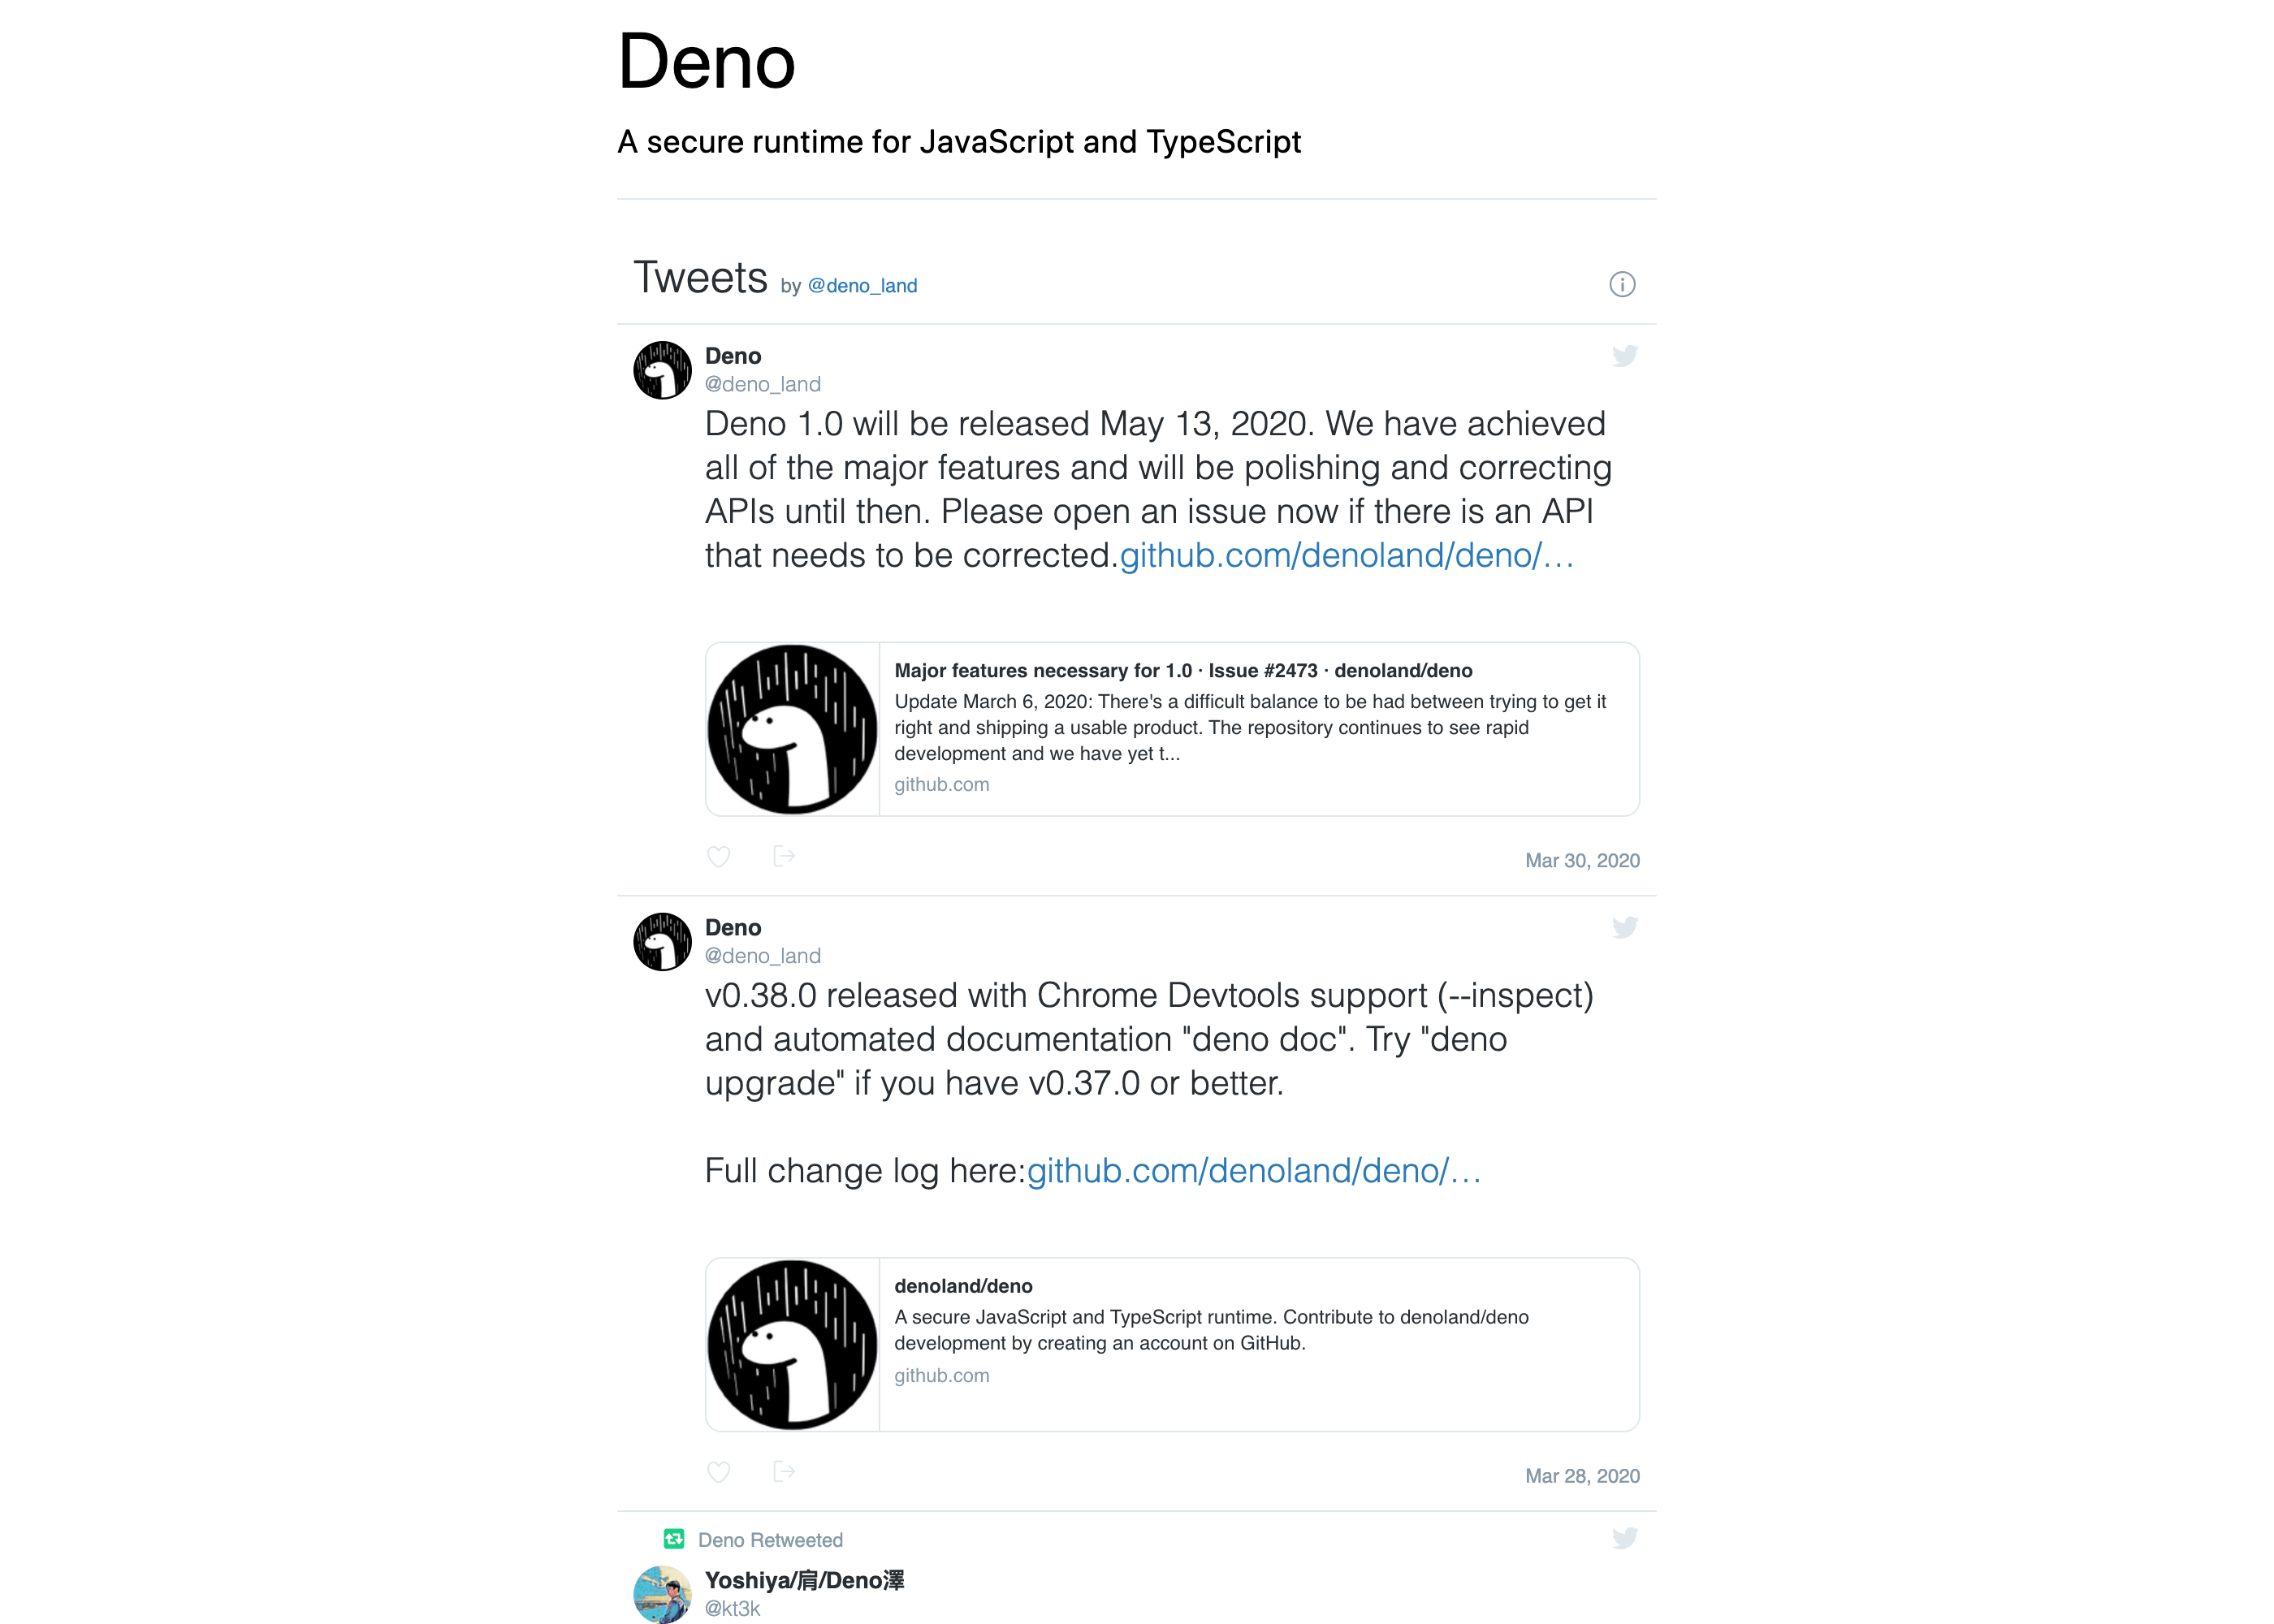 Deno
A secure runtime for JavaScript and TypeScript
Tweets by @deno_land
Deno
@deno_land
Deno 1.0 will be released May 13, 2020. We have achieved
all of the major features and will be polishing and correcting
APIs until then. Please open an issue now if there is an API
that needs to be corrected.github.com/denoland/deno/…
Major features necessary for 1.0 · Issue #2473 · denoland/deno
Update March 6, 2020: There's a difficult balance to be had between trying to get it
right and shipping a usable product. The repository continues to see rapid
development and we have yet t...
github.com
Mar 30, 2020
Deno
@deno_land
v0.38.0 released with Chrome Devtools support (--inspect)
and automated documentation "deno doc". Try "deno
upgrade" if you have v0.37.0 or better.
Full change log here:github.com/denoland/deno/…
denoland/deno
A secure JavaScript and TypeScript runtime. Contribute to denoland/deno
development by creating an account on GitHub.
github.com
Mar 28, 2020
Deno Retweeted
Yoshiya/肩/Deno澤
@kt3k